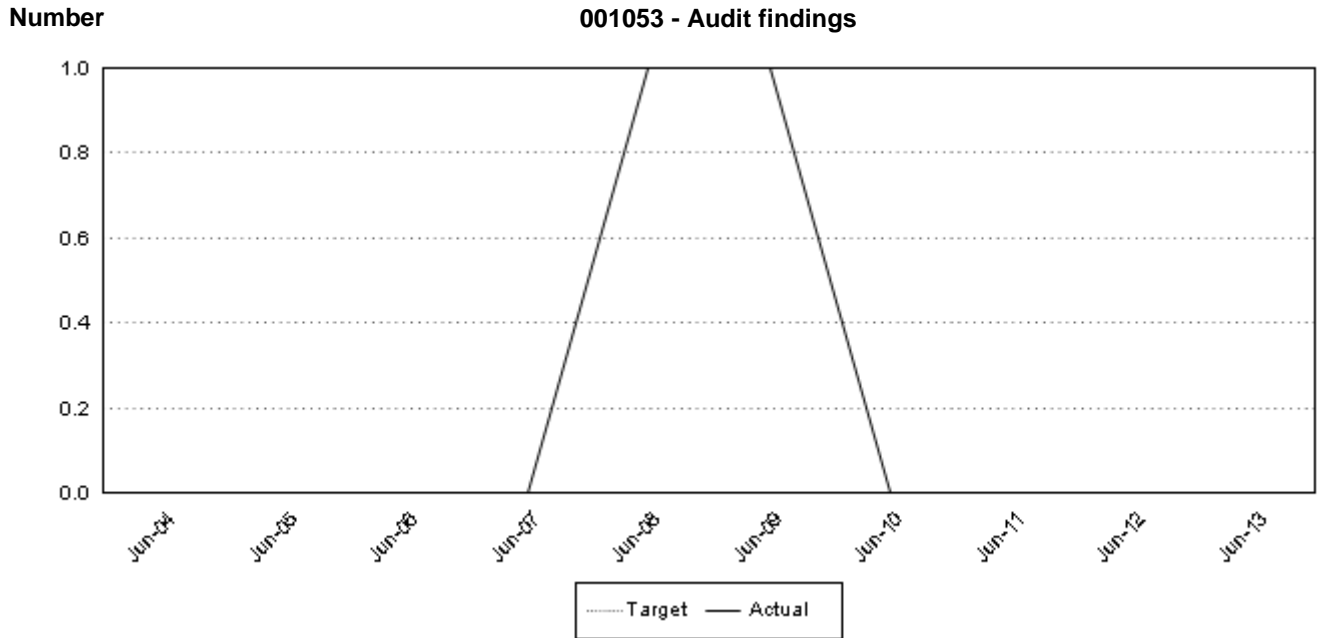 Number
001053 - Audit findings
1.0
0.8
0.6
0.4
0.2
0.0
Jun-04 Jun-05 Jun-06 Jun-07 Jun-08 Jun-09 Jun-10 Jun-11 Jun-12 Jun-13
Target Actual